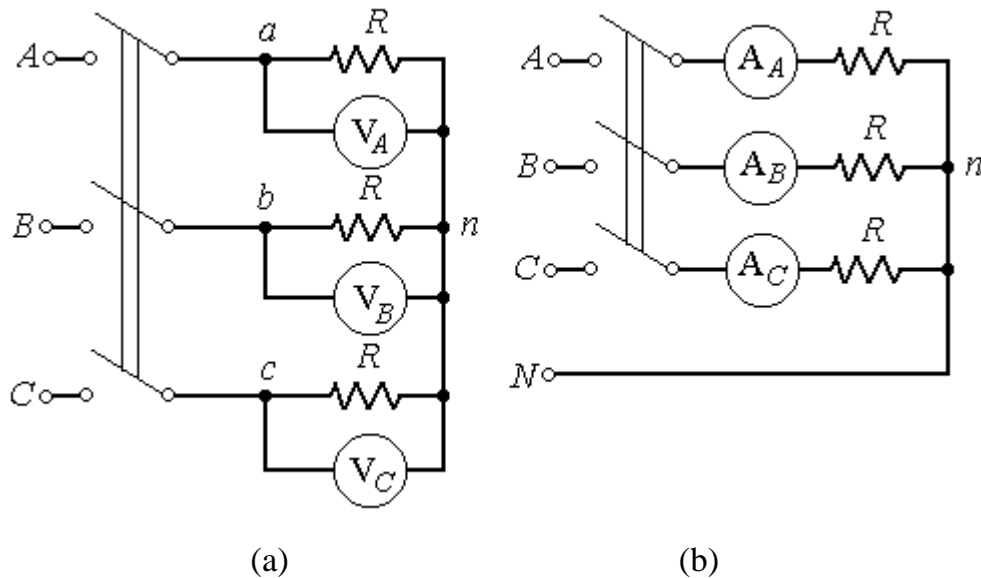 a R
A
V_A
b R
B n
V_B
c R
C
V_C
(a)
R
A A_A
R
B A_B n
R
C A_C
N
(b)